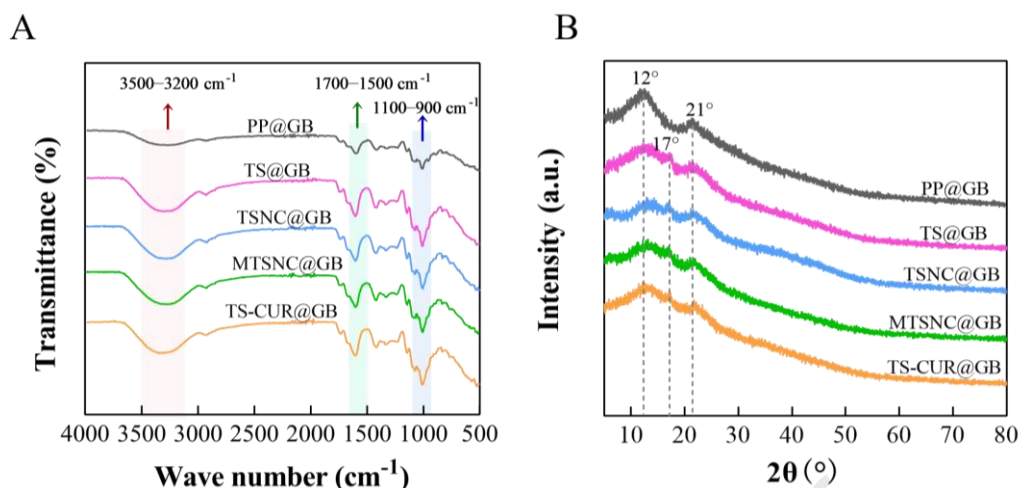 A
3500–3200 cm⁻¹
1700–1500 cm⁻¹
1100–900 cm⁻¹
PP@GB
TS@GB
TSNC@GB
MTSNC@GB
TS-CUR@GB
Transmittance (%)
4000 3500 3000 2500 2000 1500 1000 500
Wave number (cm⁻¹)
B
12°
21°
17°
PP@GB
TS@GB
TSNC@GB
MTSNC@GB
TS-CUR@GB
Intensity (a.u.)
10 20 30 40 50 60 70 80
2θ (°)